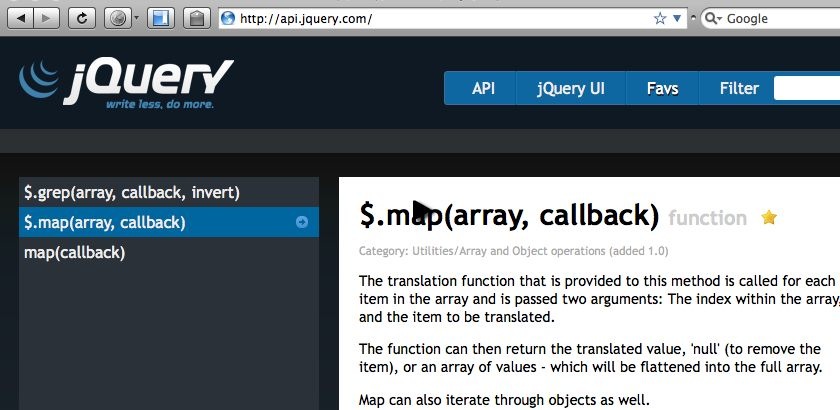 http://api.jquery.com/
Google
jQuery
write less, do more.
API
jQuery UI
Favs
Filter
$.grep(array, callback, invert)
$.map(array, callback)
map(callback)
$.map(array, callback) function
Category: Utilities/Array and Object operations (added 1.0)
The translation function that is provided to this method is called for each
item in the array and is passed two arguments: The index within the array,
and the item to be translated.
The function can then return the translated value, 'null' (to remove the
item), or an array of values - which will be flattened into the full array.
Map can also iterate through objects as well.